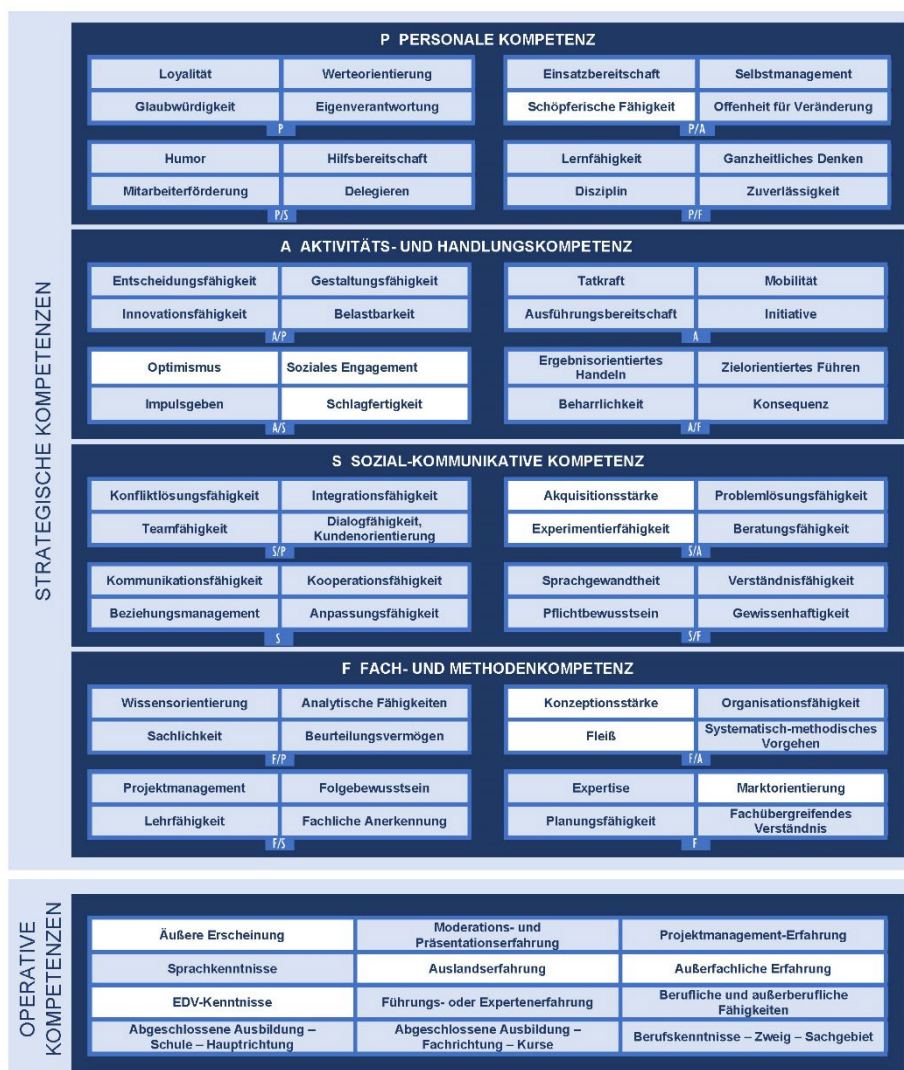 STRATEGISCHE KOMPETENZEN
P PERSONALE KOMPETENZ
Loyalität
Werteorientierung
Glaubwürdigkeit
Eigenverantwortung
P
Einsatzbereitschaft
Selbstmanagement
Schöpferische Fähigkeit
Offenheit für Veränderung
P/A
Humor
Hilfsbereitschaft
Mitarbeiterförderung
Delegieren
P/S
Lernfähigkeit
Ganzheitliches Denken
Disziplin
Zuverlässigkeit
P/F
A AKTIVITÄTS- UND HANDLUNGSKOMPETENZ
Entscheidungsfähigkeit
Gestaltungsfähigkeit
Innovationsfähigkeit
Belastbarkeit
A/P
Tatkraft
Mobilität
Ausführungsbereitschaft
Initiative
A
Optimismus
Soziales Engagement
Impulsgeben
Schlagfertigkeit
A/S
Ergebnisorientiertes
Handeln
Zielorientiertes Führen
Beharrlichkeit
Konsequenz
A/F
S SOZIAL-KOMMUNIKATIVE KOMPETENZ
Konfliktlösungsfähigkeit
Integrationsfähigkeit
Teamfähigkeit
Dialogfähigkeit,
Kundenorientierung
S/P
Akquisitionsstärke
Problemlösungsfähigkeit
Experimentierfähigkeit
Beratungsfähigkeit
S/A
Kommunikationsfähigkeit
Kooperationsfähigkeit
Beziehungsmanagement
Anpassungsfähigkeit
S
Sprachgewandtheit
Verständnisfähigkeit
Pflichtbewusstsein
Gewissenhaftigkeit
S/F
F FACH- UND METHODENKOMPETENZ
Wissensorientierung
Analytische Fähigkeiten
Sachlichkeit
Beurteilungsvermögen
F/P
Konzeptionsstärke
Organisationsfähigkeit
Fleiß
Systematisch-methodisches
Vorgehen
F/A
Projektmanagement
Folgebewusstsein
Lehrfähigkeit
Fachliche Anerkennung
F/S
Expertise
Marktorientierung
Planungsfähigkeit
Fachübergreifendes
Verständnis
F
OPERATIVE
KOMPETENZEN
Äußere Erscheinung
Moderations- und
Präsentationserfahrung
Projektmanagement-Erfahrung
Sprachkenntnisse
Auslandserfahrung
Außerfachliche Erfahrung
EDV-Kenntnisse
Führungs- oder Expertenerfahrung
Berufliche und außerberufliche
Fähigkeiten
Abgeschlossene Ausbildung –
Schule – Hauptrichtung
Abgeschlossene Ausbildung –
Fachrichtung – Kurse
Berufskenntnisse – Zweig – Sachgebiet